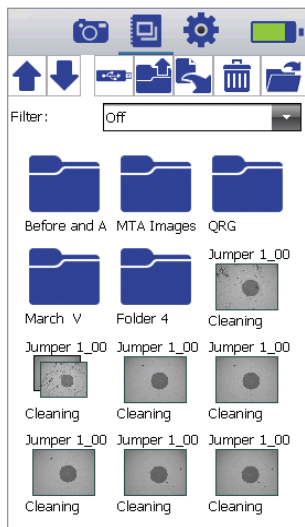 Filter: Off
Before and A MTA Images QRG
Jumper 1_00
March V Folder 4 Cleaning
Jumper 1_00 Jumper 1_00 Jumper 1_00
Cleaning Cleaning Cleaning
Jumper 1_00 Jumper 1_00 Jumper 1_00
Cleaning Cleaning Cleaning